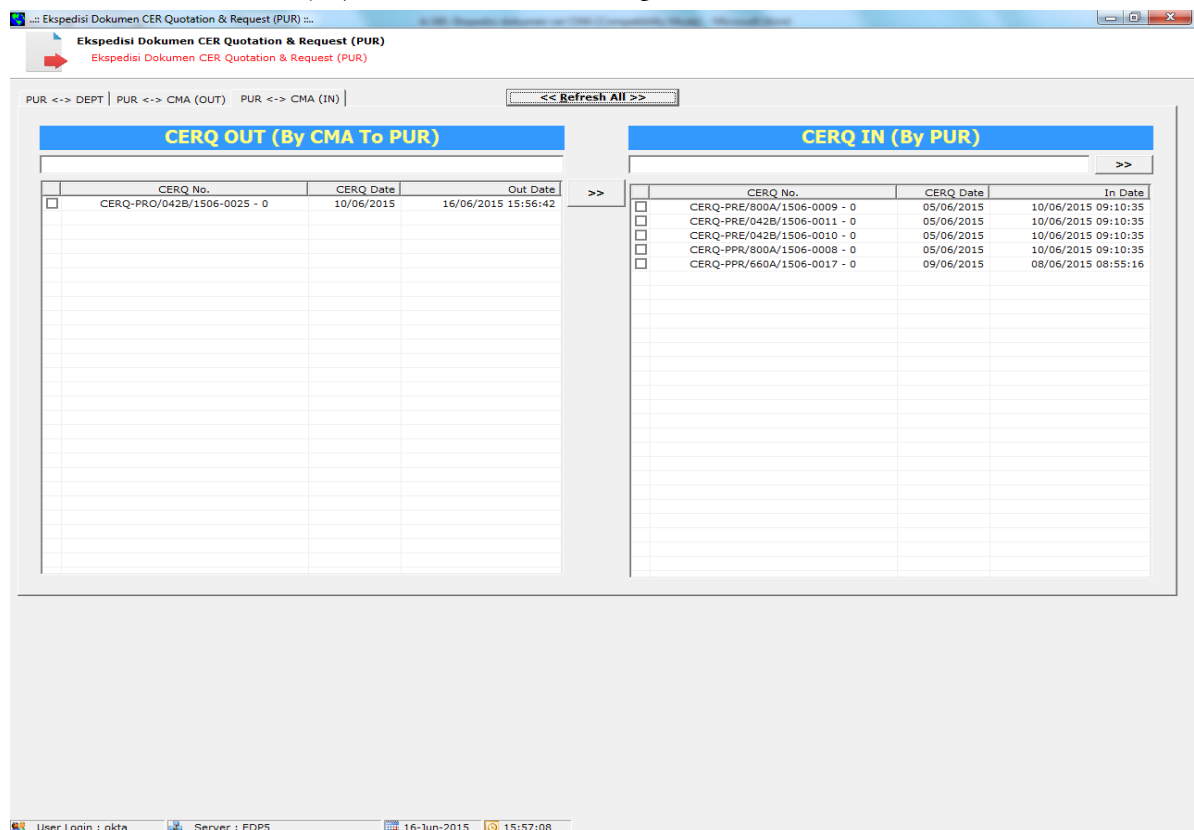 ..:: Ekspedisi Dokumen CER Quotation & Request (PUR) ::..
Ekspedisi Dokumen CER Quotation & Request (PUR)
Ekspedisi Dokumen CER Quotation & Request (PUR)
PUR <-> DEPT PUR <-> CMA (OUT) PUR <-> CMA (IN) << Refresh All >>
CERQ OUT (By CMA To PUR)
CERQ No. CERQ Date Out Date
CERQ-PRO/042B/1506-0025 - 0 10/06/2015 16/06/2015 15:56:42
>>
CERQ IN (By PUR)
>>
CERQ No. CERQ Date In Date
CERQ-PRE/800A/1506-0009 - 0 05/06/2015 10/06/2015 09:10:35
CERQ-PRE/042B/1506-0011 - 0 05/06/2015 10/06/2015 09:10:35
CERQ-PRE/042B/1506-0010 - 0 05/06/2015 10/06/2015 09:10:35
CERQ-PPR/800A/1506-0008 - 0 05/06/2015 10/06/2015 09:10:35
CERQ-PPR/660A/1506-0017 - 0 09/06/2015 08/06/2015 08:55:16
User Login : okta Server : EDP5 16-Jun-2015 15:57:08